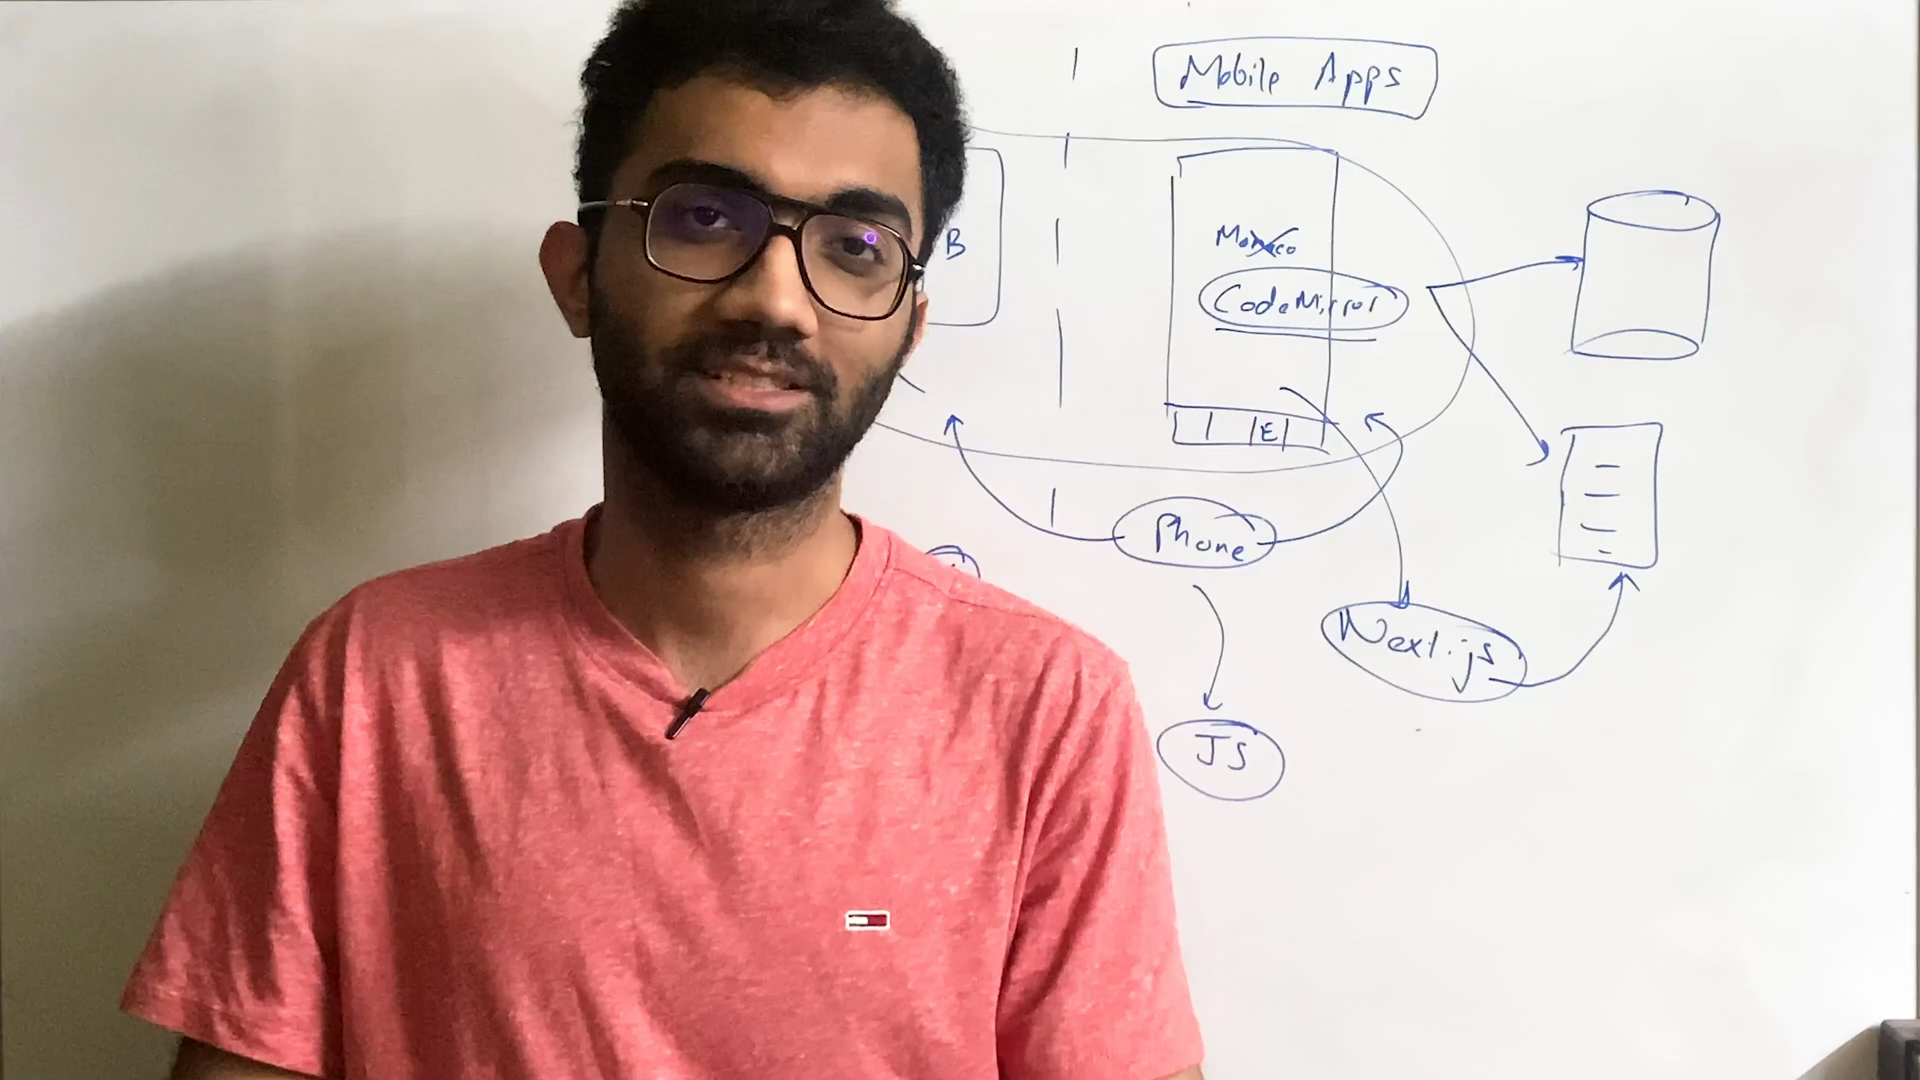 Mobile Apps
B
Monaco
CodeMirror
E
Phone
Next.js
JS